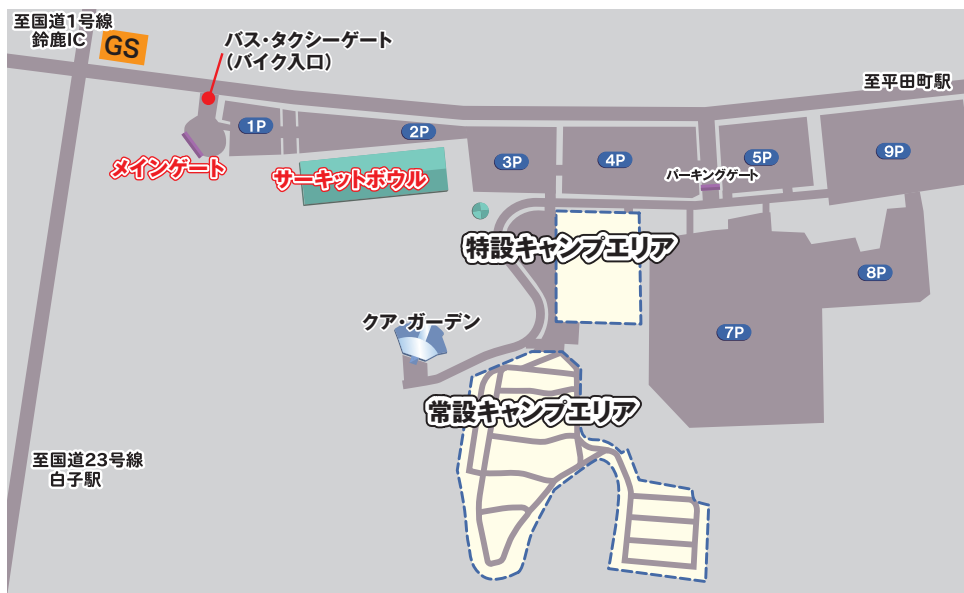 至国道1号線
鈴鹿IC
GS
バス・タクシーゲート
(バイク入口)
至平田町駅
1P
2P
3P
4P
5P
9P
メインゲート
サーキットボウル
パーキングゲート
特設キャンプエリア
8P
クア・ガーデン
7P
常設キャンプエリア
至国道23号線
白子駅